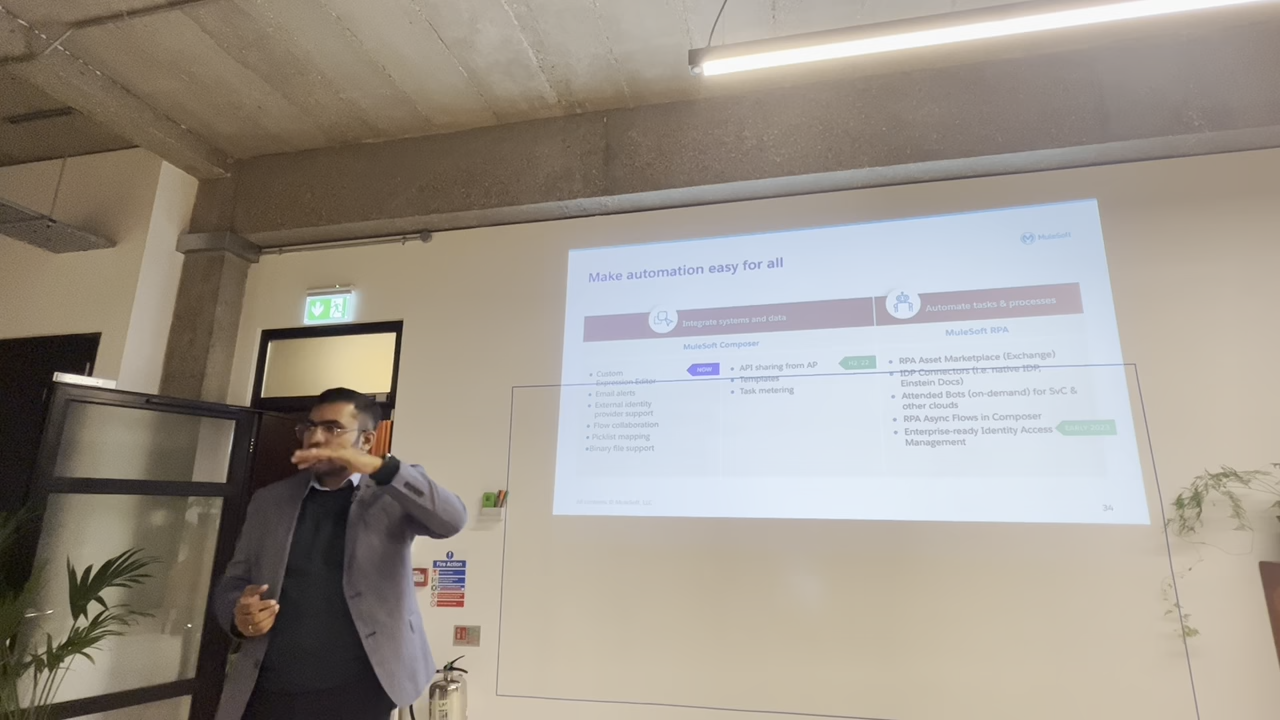 MuleSoft
Make automation easy for all
Integrate systems and data
Automate tasks & processes
MuleSoft Composer
MuleSoft RPA
• Custom
Expression Editor
• Email alerts
• External identity
provider support
• Flow collaboration
• Picklist mapping
•Binary file support
NOW
• API sharing from AP
• Templates
• Task metering
• RPA Asset Marketplace (Exchange)
• IDP Connectors (i.e. native IDP,
Einstein Docs)
• Attended Bots (on-demand) for SvC &
other clouds
• RPA Async Flows in Composer
• Enterprise-ready Identity Access
Management
34
Fire Action